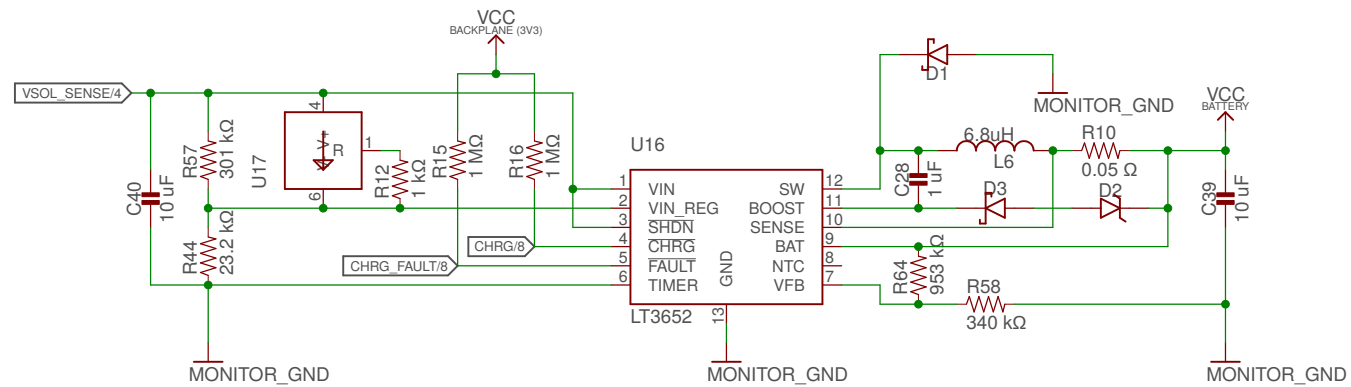 VCC
BACKPLANE (3V3)
VSOL_SENSE/4
C40
10 uF
R57
301 kΩ
R44
23.2 kΩ
U17
4
V+
R
1
6
R12
1 kΩ
R15
1 MΩ
R16
1 MΩ
CHRG_FAULT/8
CHRG/8
MONITOR_GND
U16
1
VIN
2
VIN_REG
3
SHDN
4
CHRG
5
FAULT
6
TIMER
GND
13
SW
12
BOOST
11
SENSE
10
BAT
9
NTC
8
VFB
7
LT3652
MONITOR_GND
D1
MONITOR_GND
C28
1 uF
6.8uH
L6
R10
0.05 Ω
D3
D2
VCC
BATTERY
C39
10 uF
R64
953 kΩ
R58
340 kΩ
MONITOR_GND